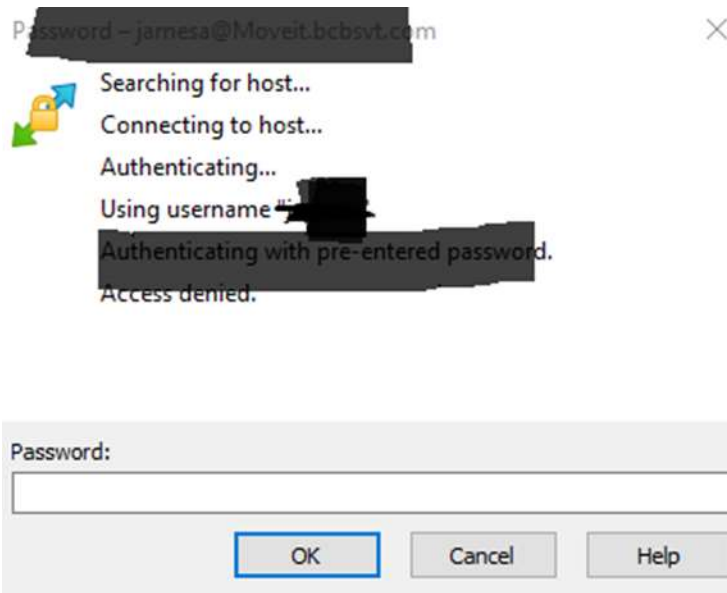 Password – jamesa@Moveit.bcbsvt.com
Searching for host...
Connecting to host...
Authenticating...
Using username
Authenticating with pre-entered password.
Access denied.
Password:
OK Cancel Help